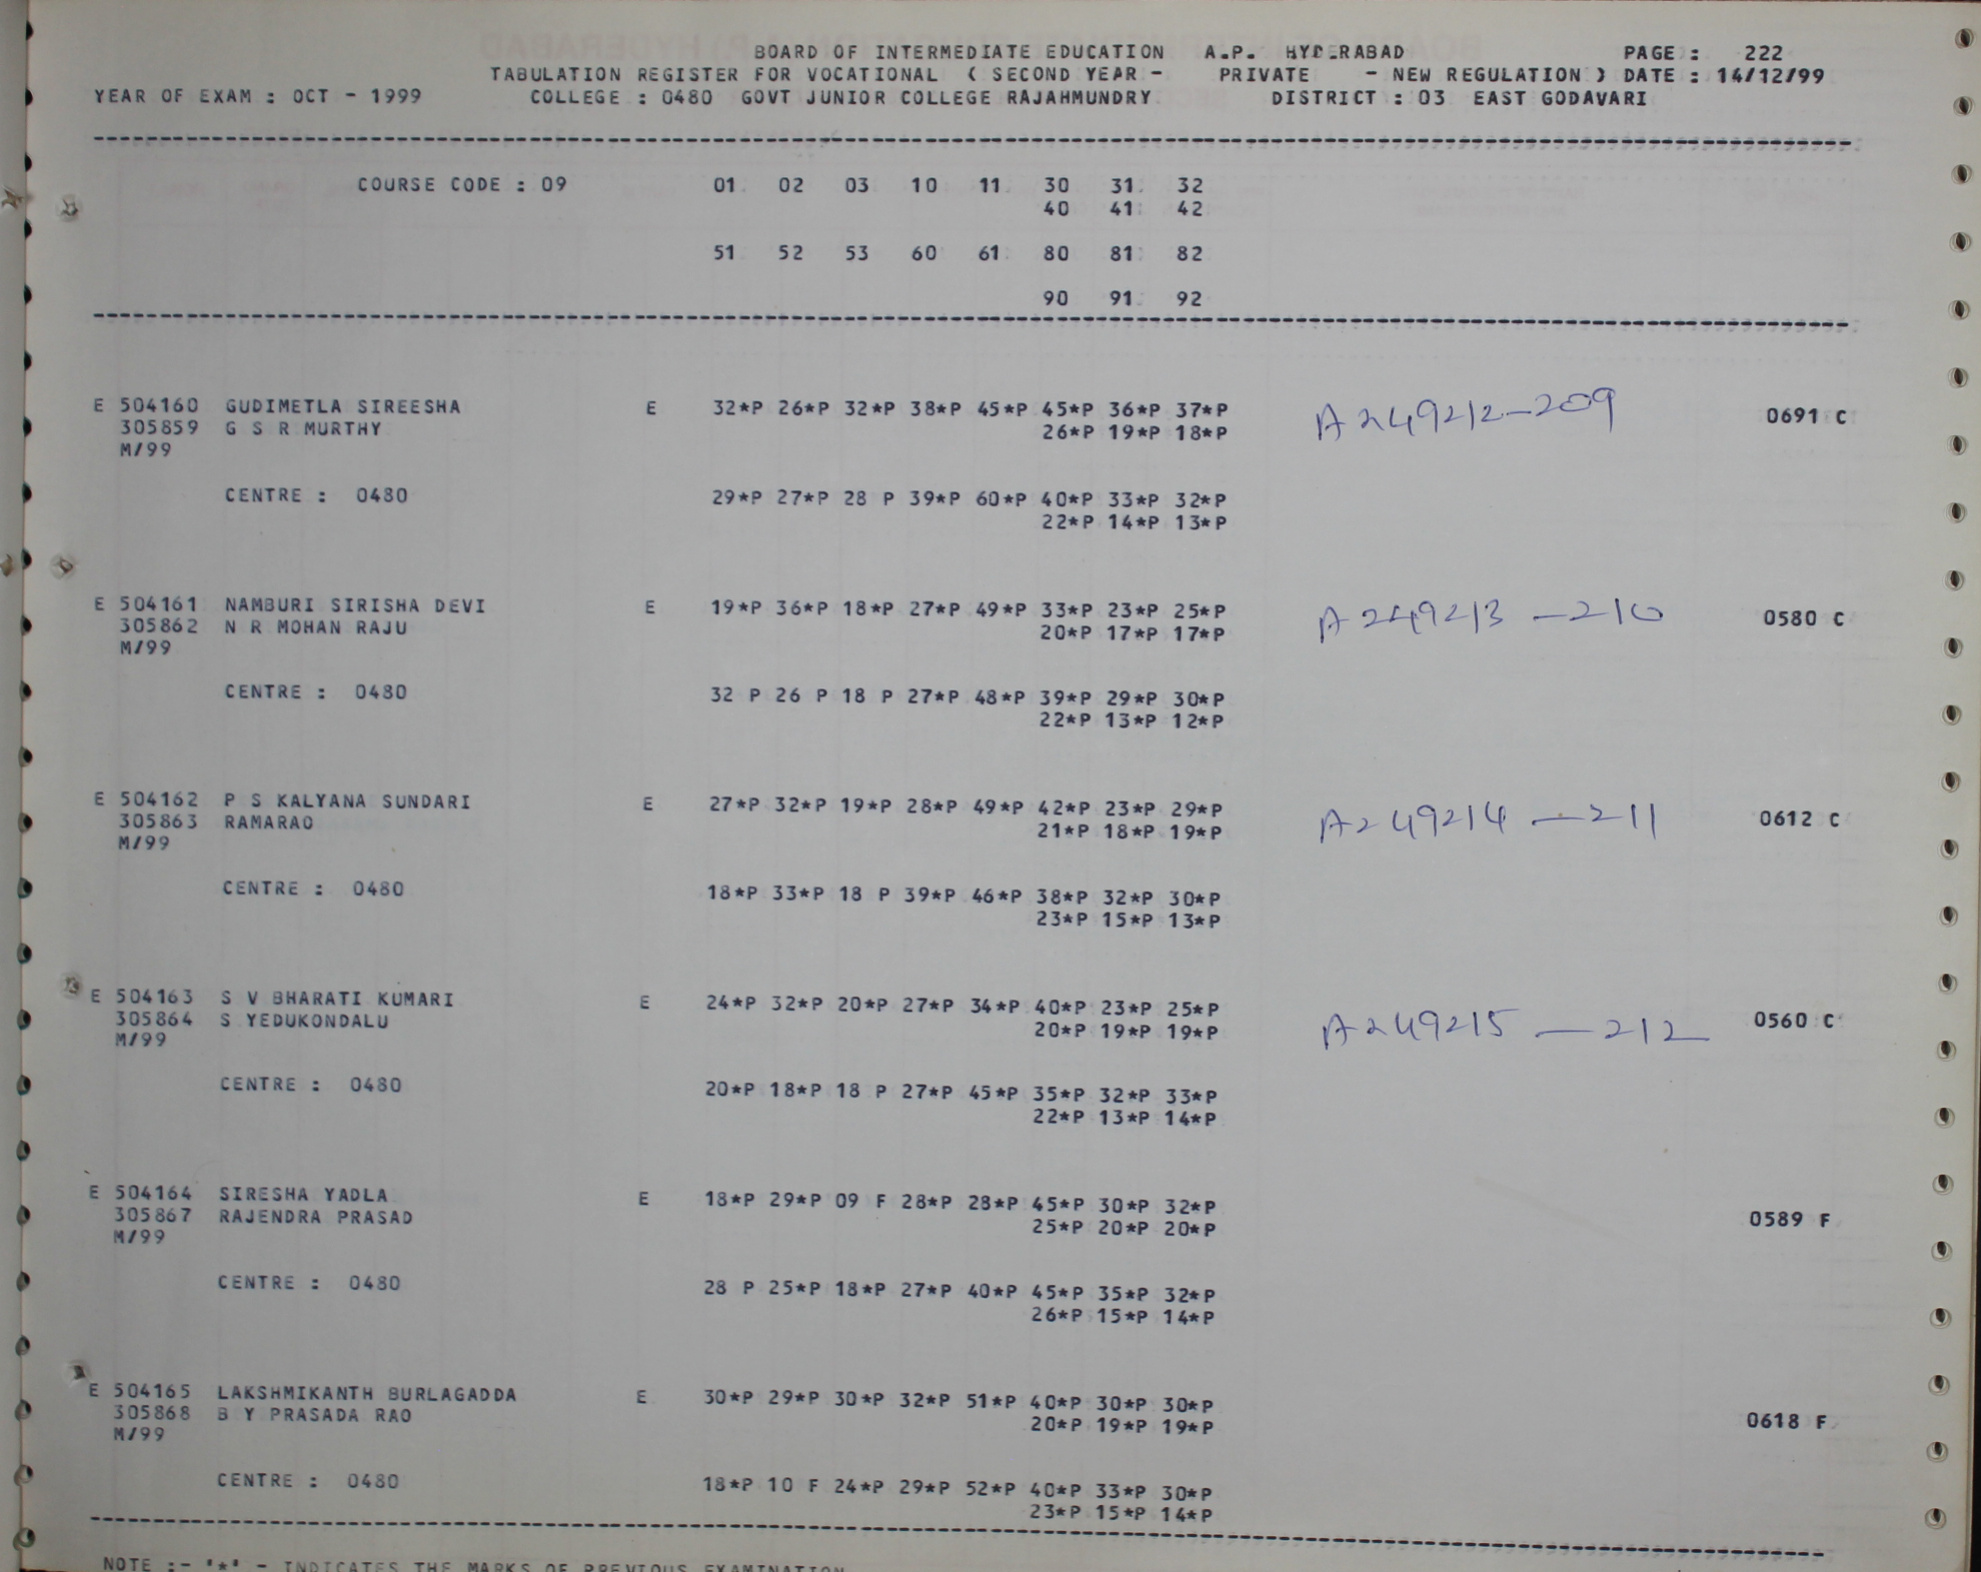 BOARD OF INTERMEDIATE EDUCATION A.P. HYDERABAD PAGE : 222
TABULATION REGISTER FOR VOCATIONAL ( SECOND YEAR - PRIVATE - NEW REGULATION ) DATE : 14/12/99
YEAR OF EXAM : OCT - 1999 COLLEGE : 0480 GOVT JUNIOR COLLEGE RAJAHMUNDRY DISTRICT : 03 EAST GODAVARI
COURSE CODE : 09 01 02 03 10 11 30 31 32
40 41 42
51 52 53 60 61 80 81 82
90 91 92
E 504160 GUDIMETLA SIREESHA E 32*P 26*P 32*P 38*P 45*P 45*P 36*P 37*P A249212-209 0691 C
305859 G S R MURTHY 26*P 19*P 18*P
M/99
CENTRE : 0480 29*P 27*P 28 P 39*P 60*P 40*P 33*P 32*P
22*P 14*P 13*P
E 504161 NAMBURI SIRISHA DEVI E 19*P 36*P 18*P 27*P 49*P 33*P 23*P 25*P A249213 - 210 0580 C
305862 N R MOHAN RAJU 20*P 17*P 17*P
M/99
CENTRE : 0480 32 P 26 P 18 P 27*P 48*P 39*P 29*P 30*P
22*P 13*P 12*P
E 504162 P S KALYANA SUNDARI E 27*P 32*P 19*P 28*P 49*P 42*P 23*P 29*P A249214 - 211 0612 C
305863 RAMARAO 21*P 18*P 19*P
M/99
CENTRE : 0480 18*P 33*P 18 P 39*P 46*P 38*P 32*P 30*P
23*P 15*P 13*P
E 504163 S V BHARATI KUMARI E 24*P 32*P 20*P 27*P 34*P 40*P 23*P 25*P A249215 - 212 0560 C
305864 S YEDUKONDALU 20*P 19*P 19*P
M/99
CENTRE : 0480 20*P 18*P 18 P 27*P 45*P 35*P 32*P 33*P
22*P 13*P 14*P
E 504164 SIRESHA YADLA E 18*P 29*P 09 F 28*P 28*P 45*P 30*P 32*P 0589 F
305867 RAJENDRA PRASAD 25*P 20*P 20*P
M/99
CENTRE : 0480 28 P 25*P 18*P 27*P 40*P 45*P 35*P 32*P
26*P 15*P 14*P
E 504165 LAKSHMIKANTH BURLAGADDA E 30*P 29*P 30*P 32*P 51*P 40*P 30*P 30*P 0618 F
305868 B Y PRASADA RAO 20*P 19*P 19*P
M/99
CENTRE : 0480 18*P 10 F 24*P 29*P 52*P 40*P 33*P 30*P
23*P 15*P 14*P
NOTE :- '*' - INDICATES THE MARKS OF PREVIOUS EXAMINATION